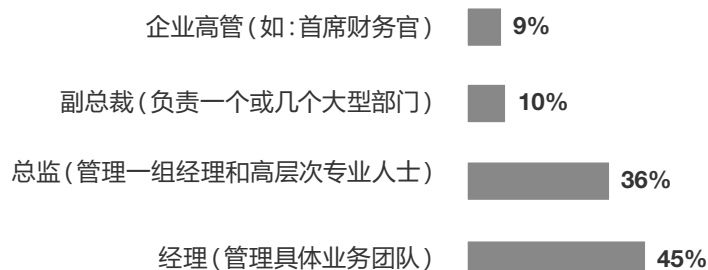 企业高管(如:首席财务官) 9%
副总裁(负责一个或几个大型部门) 10%
总监(管理一组经理和高层次专业人士) 36%
经理(管理具体业务团队) 45%